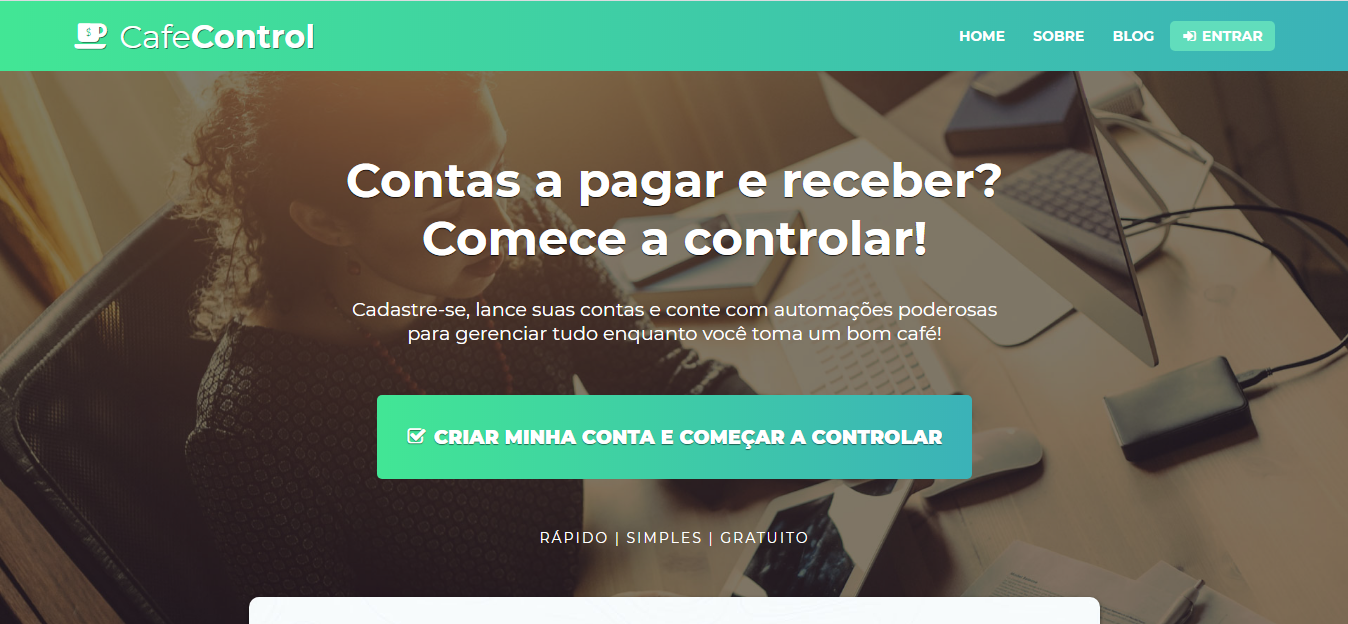 CafeControl
HOME SOBRE BLOG ENTRAR
Contas a pagar e receber?
Comece a controlar!
Cadastre-se, lance suas contas e conte com automações poderosas
para gerenciar tudo enquanto você toma um bom café!
CRIAR MINHA CONTA E COMEÇAR A CONTROLAR
RÁPIDO | SIMPLES | GRATUITO